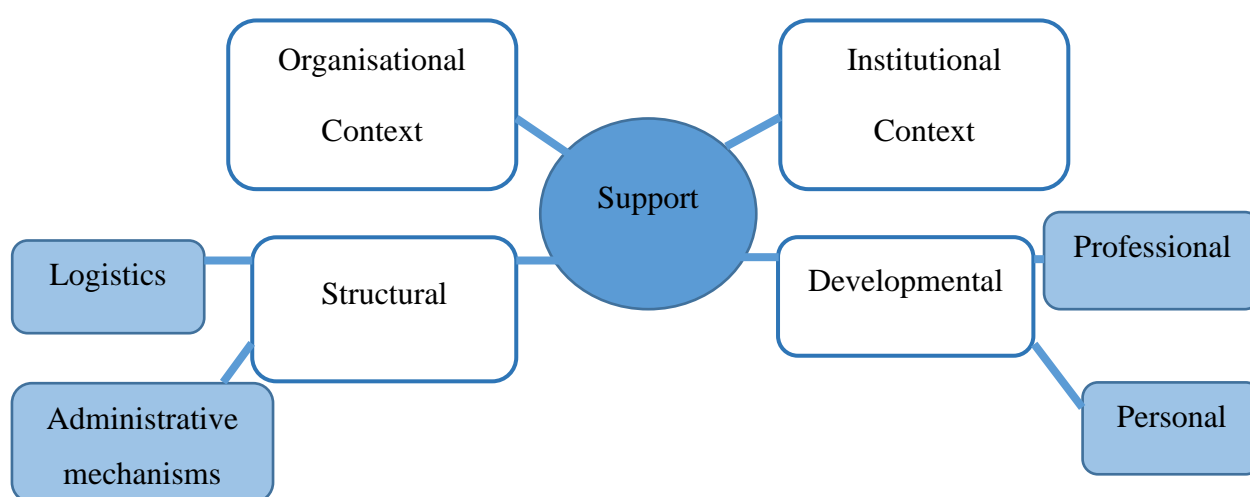 Organisational
Context
Institutional
Context
Support
Logistics
Structural
Developmental
Professional
Administrative
mechanisms
Personal